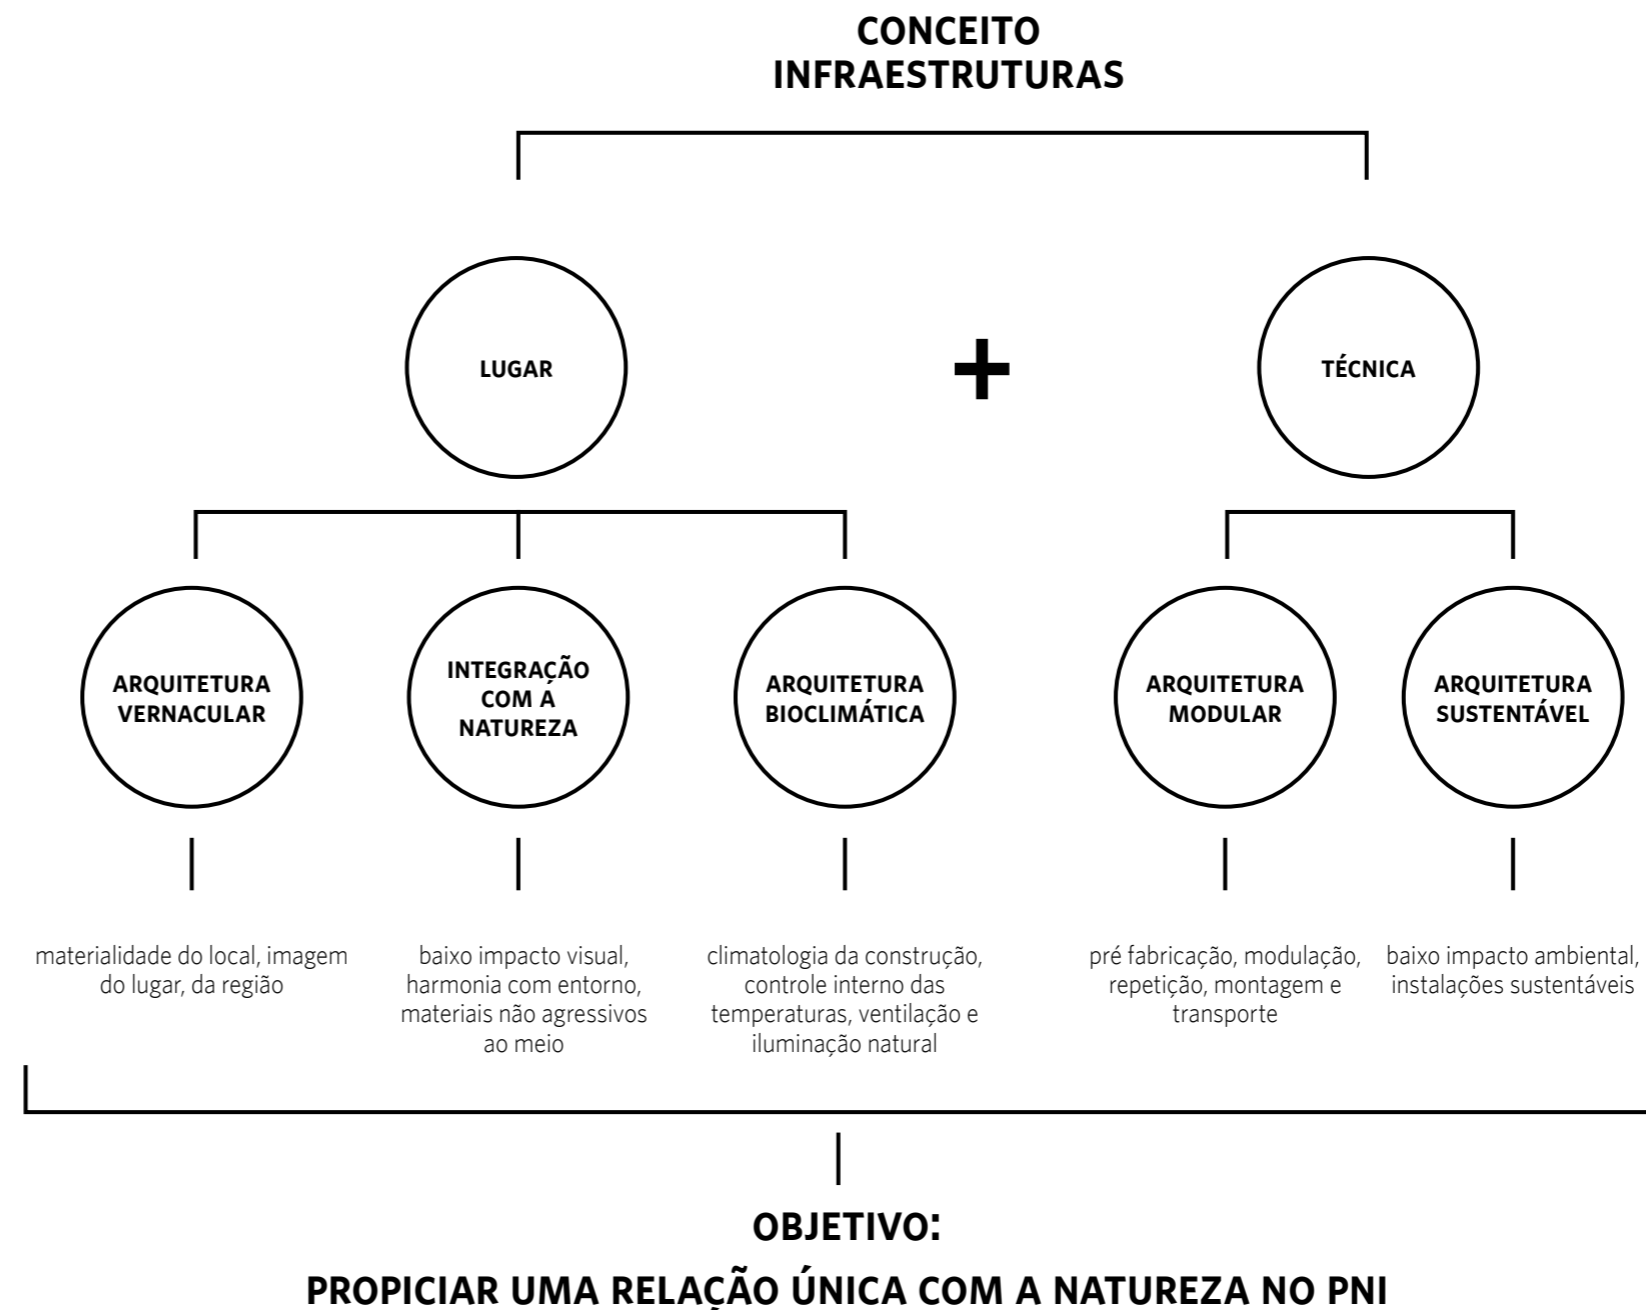 CONCEITO
INFRAESTRUTURAS
LUGAR
+
TÉCNICA
ARQUITETURA
VERNACULAR
INTEGRAÇÃO
COM A
NATUREZA
ARQUITETURA
BIOCLIMÁTICA
ARQUITETURA
MODULAR
ARQUITETURA
SUSTENTÁVEL
materialidade do local, imagem
do lugar, da região
baixo impacto visual,
harmonia com entorno,
materiais não agressivos
ao meio
climatologia da construção,
controle interno das
temperaturas, ventilação e
iluminação natural
pré fabricação, modulação,
repetição, montagem e
transporte
baixo impacto ambiental,
instalações sustentáveis
OBJETIVO:
PROPICIAR UMA RELAÇÃO ÚNICA COM A NATUREZA NO PNI